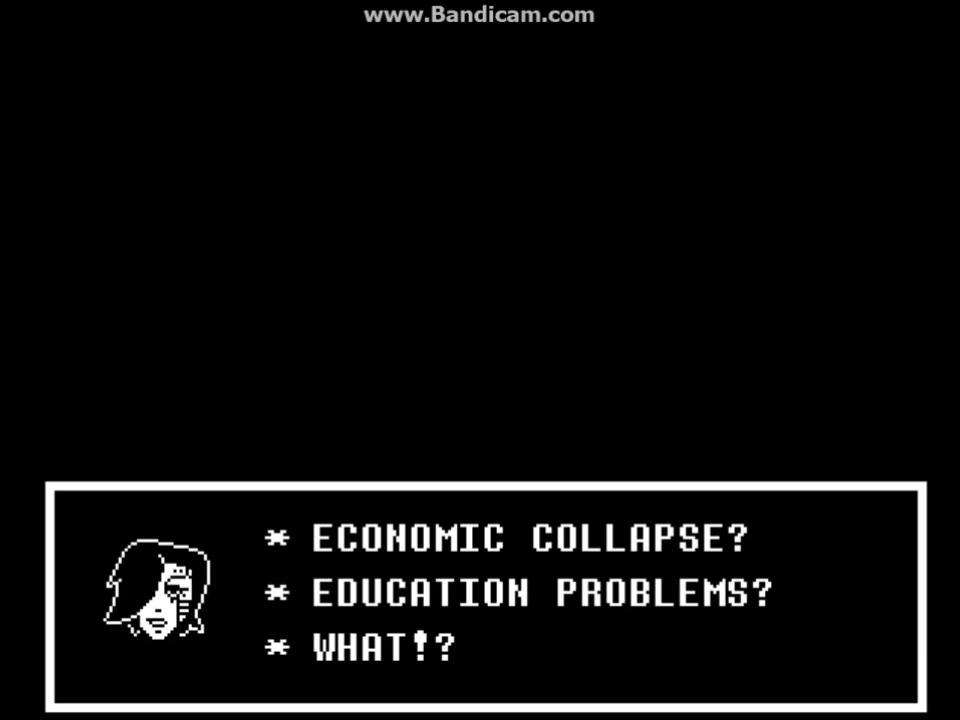 www.Bandicam.com
* ECONOMIC COLLAPSE?
* EDUCATION PROBLEMS?
* WHAT!?